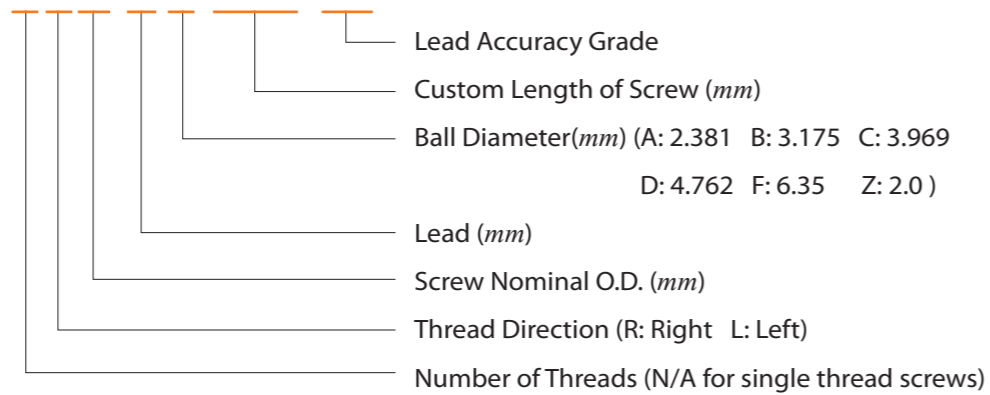 Lead Accuracy Grade
Custom Length of Screw (mm)
Ball Diameter(mm) (A: 2.381 B: 3.175 C: 3.969
D: 4.762 F: 6.35 Z: 2.0 )
Lead (mm)
Screw Nominal O.D. (mm)
Thread Direction (R: Right L: Left)
Number of Threads (N/A for single thread screws)